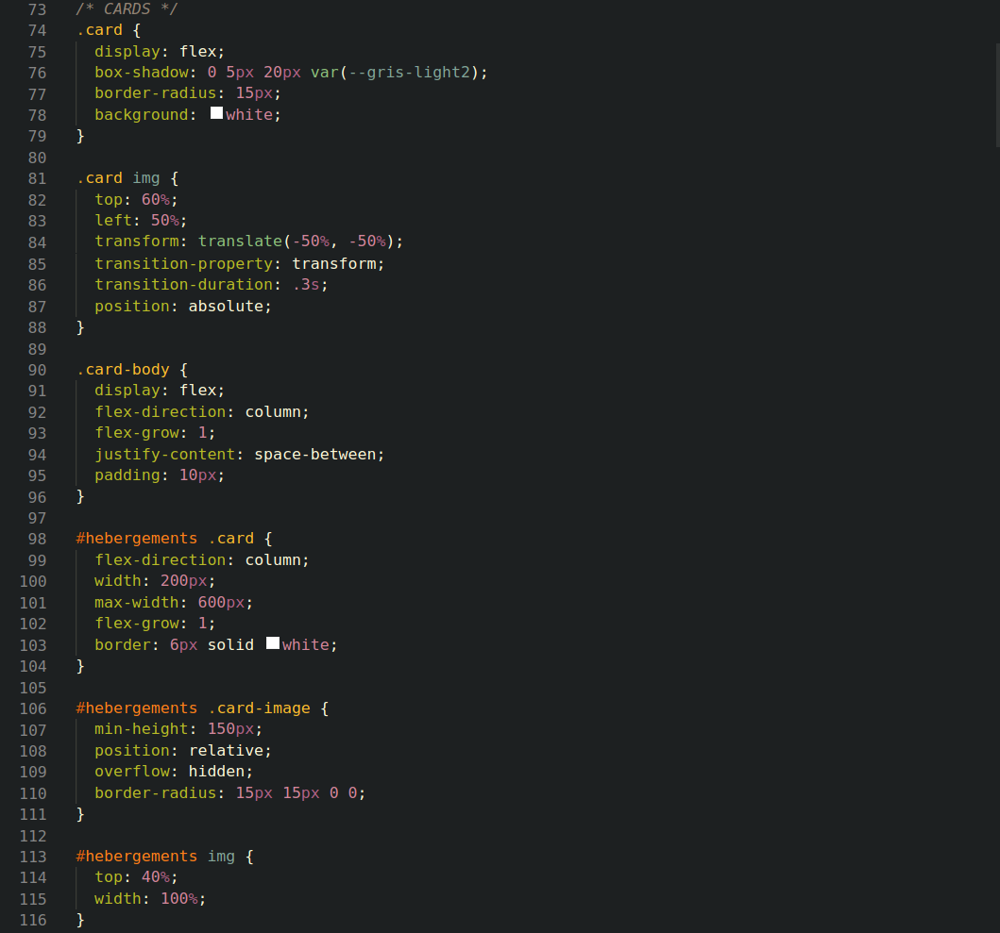 73 /* CARDS */
74 .card {
75 display: flex;
76 box-shadow: 0 5px 20px var(--gris-light2);
77 border-radius: 15px;
78 background: white;
79 }
80
81 .card img {
82 top: 60%;
83 left: 50%;
84 transform: translate(-50%, -50%);
85 transition-property: transform;
86 transition-duration: .3s;
87 position: absolute;
88 }
89
90 .card-body {
91 display: flex;
92 flex-direction: column;
93 flex-grow: 1;
94 justify-content: space-between;
95 padding: 10px;
96 }
97
98 #hebergements .card {
99 flex-direction: column;
100 width: 200px;
101 max-width: 600px;
102 flex-grow: 1;
103 border: 6px solid white;
104 }
105
106 #hebergements .card-image {
107 min-height: 150px;
108 position: relative;
109 overflow: hidden;
110 border-radius: 15px 15px 0 0;
111 }
112
113 #hebergements img {
114 top: 40%;
115 width: 100%;
116 }